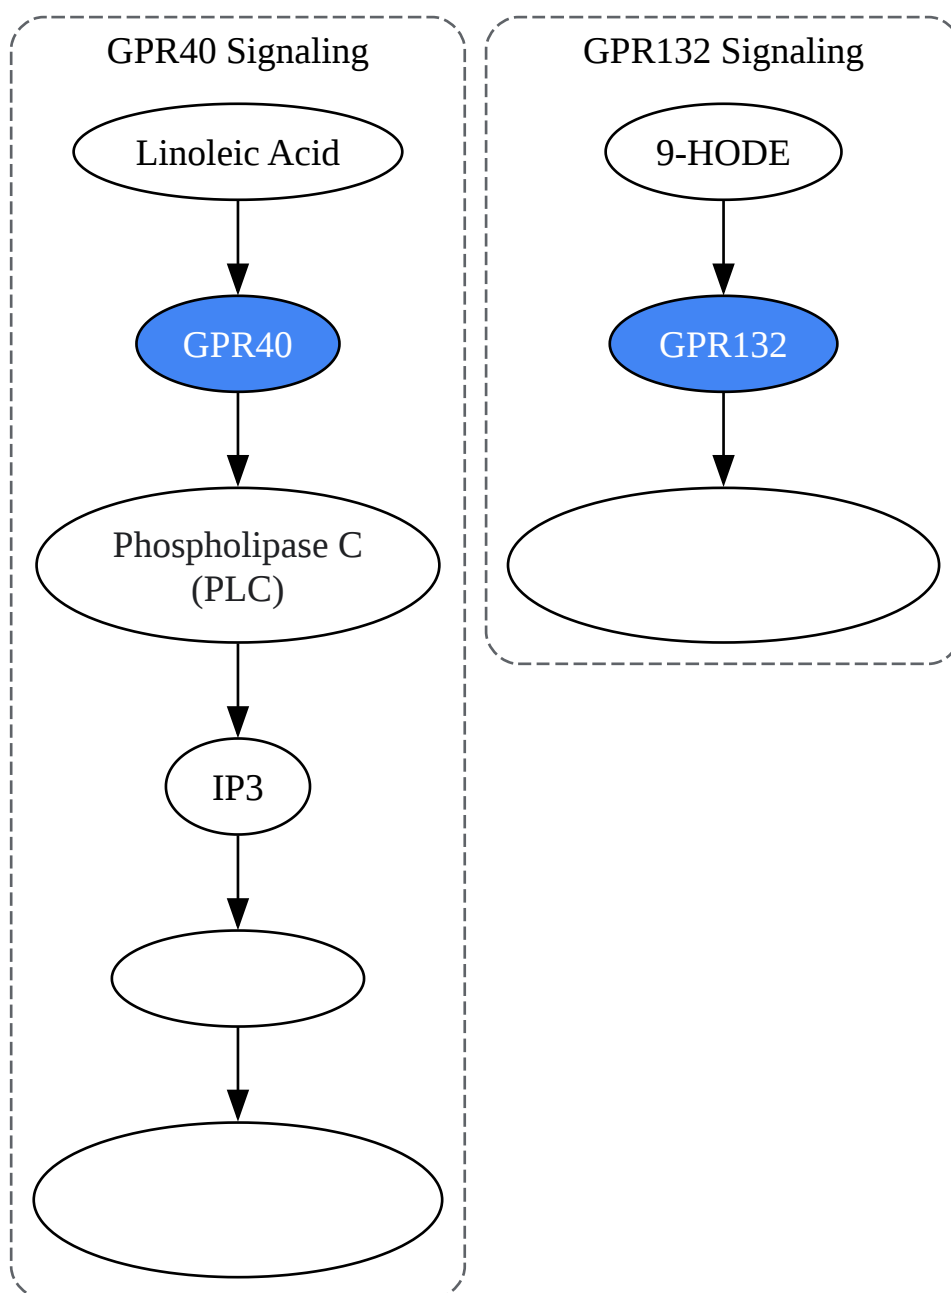 GPR40 Signaling
Linoleic Acid
GPR40
Phospholipase C
(PLC)
IP3
GPR132 Signaling
9-HODE
GPR132